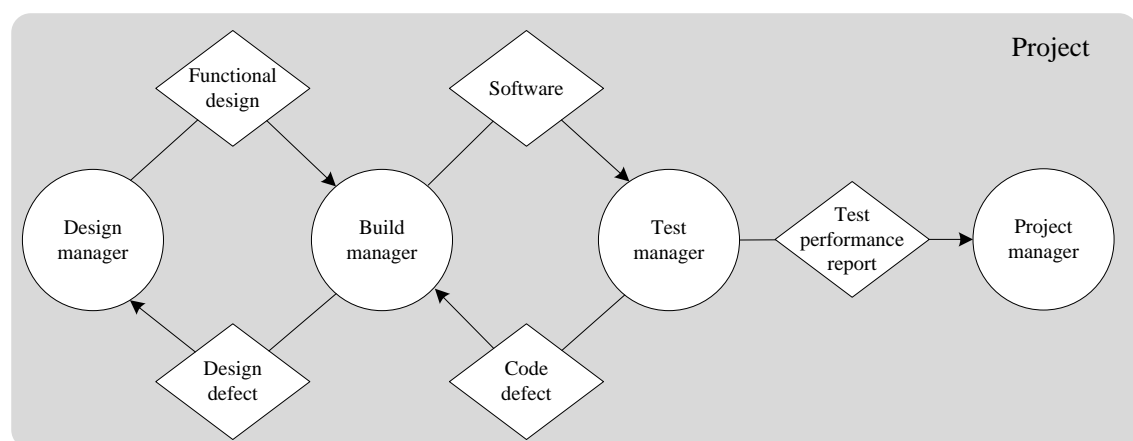 Project
Functional
design
Software
Design
manager
Build
manager
Test
manager
Test
performance
report
Project
manager
Design
defect
Code
defect